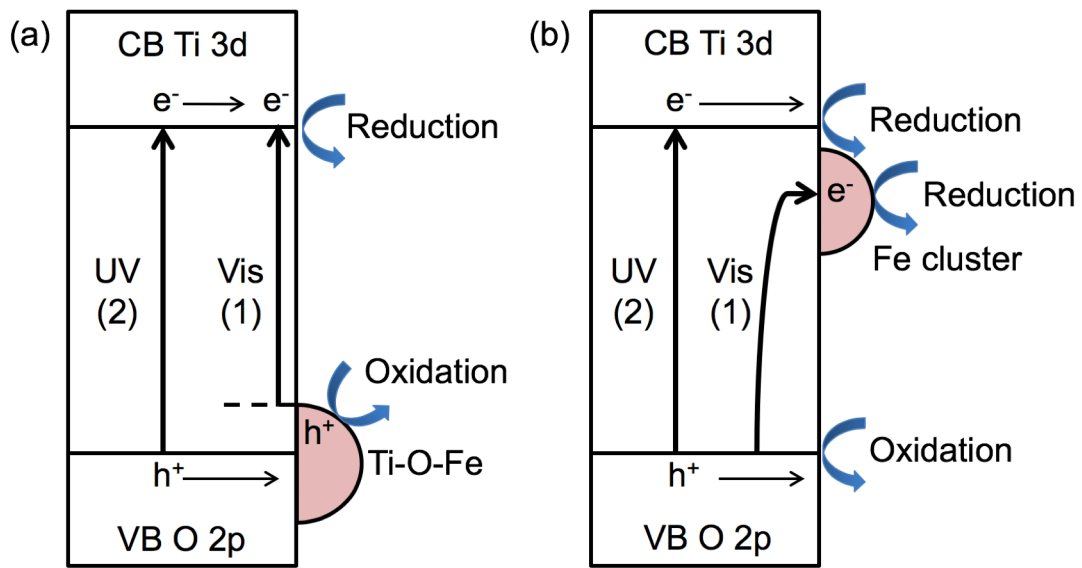 (a)
CB Ti 3d
e⁻ e⁻
Reduction
UV
(2)
Vis
(1)
Oxidation
h⁺
Ti-O-Fe
h⁺
VB O 2p
(b)
CB Ti 3d
e⁻
Reduction
e⁻
Reduction
Fe cluster
UV
(2)
Vis
(1)
Oxidation
h⁺
VB O 2p